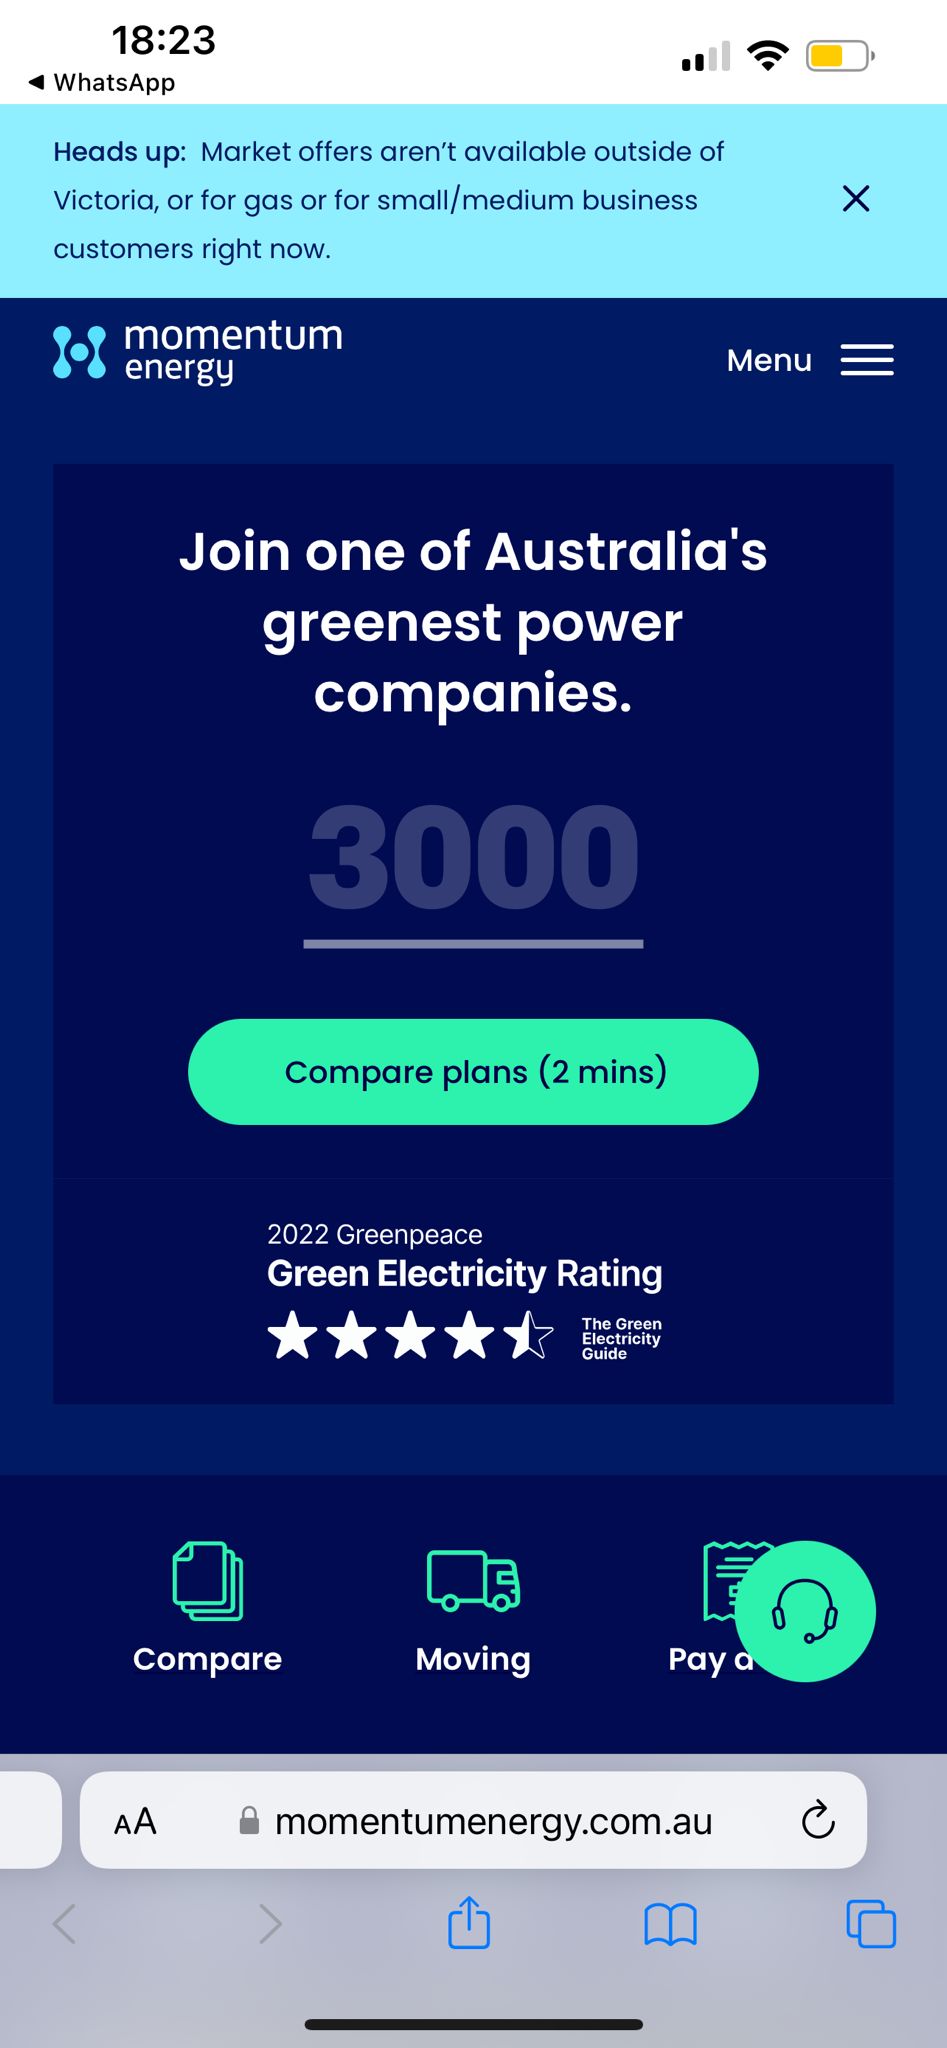 18:23
WhatsApp
Heads up: Market offers aren't available outside of
Victoria, or for gas or for small/medium business
customers right now.
momentum
energy
Menu
Join one of Australia's
greenest power
companies.
3000
Compare plans (2 mins)
2022 Greenpeace
Green Electricity Rating
The Green
Electricity
Guide
Compare
Moving
Pay a
AA
momentumenergy.com.au